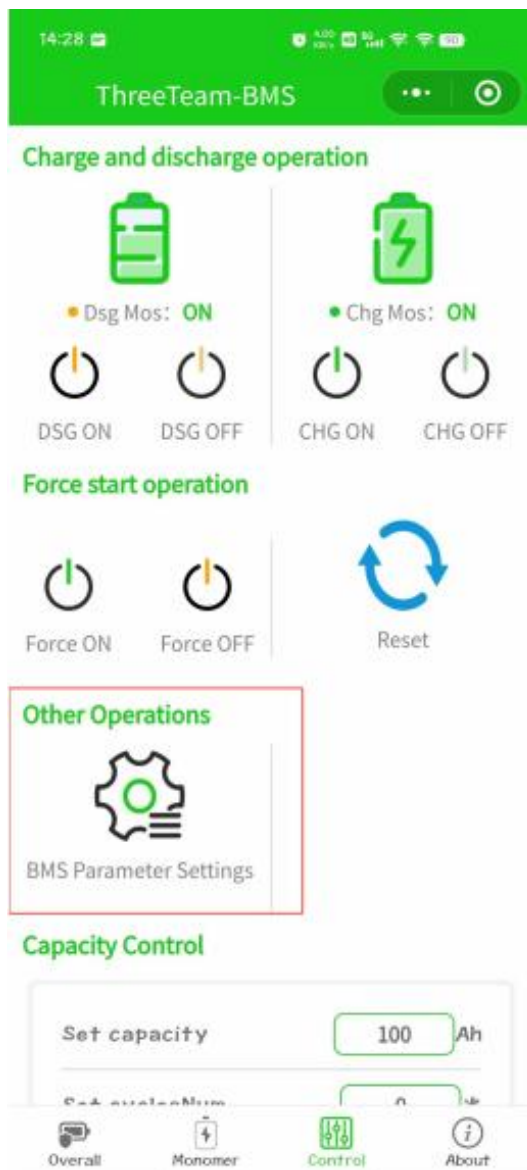 14:28
5G
90
ThreeTeam-BMS
Charge and discharge operation
Dsg Mos: ON
Chg Mos: ON
DSG ON DSG OFF CHG ON CHG OFF
Force start operation
Force ON Force OFF Reset
Other Operations
BMS Parameter Settings
Capacity Control
Set capacity 100 Ah
Overall Monomer Control About